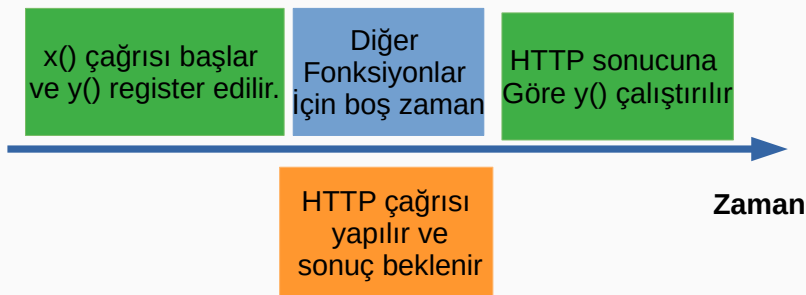 x() çağrısı başlar
ve y() register edilir.
Diğer
Fonksiyonlar
İçin boş zaman
HTTP sonucuna
Göre y() çalıştırılır
HTTP çağrısı
yapılır ve
sonuç beklenir
Zaman